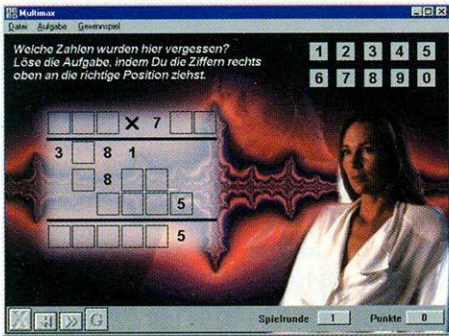 Multimax
Datei Aufgabe Gewinnspiel
Welche Zahlen wurden hier vergessen?
Löse die Aufgabe, indem Du die Ziffern rechts
oben an die richtige Position ziehst.
1 2 3 4 5
6 7 8 9 0
× 7
3 8 1
8
5
5
X G
Spielrunde 1 Punkte 0